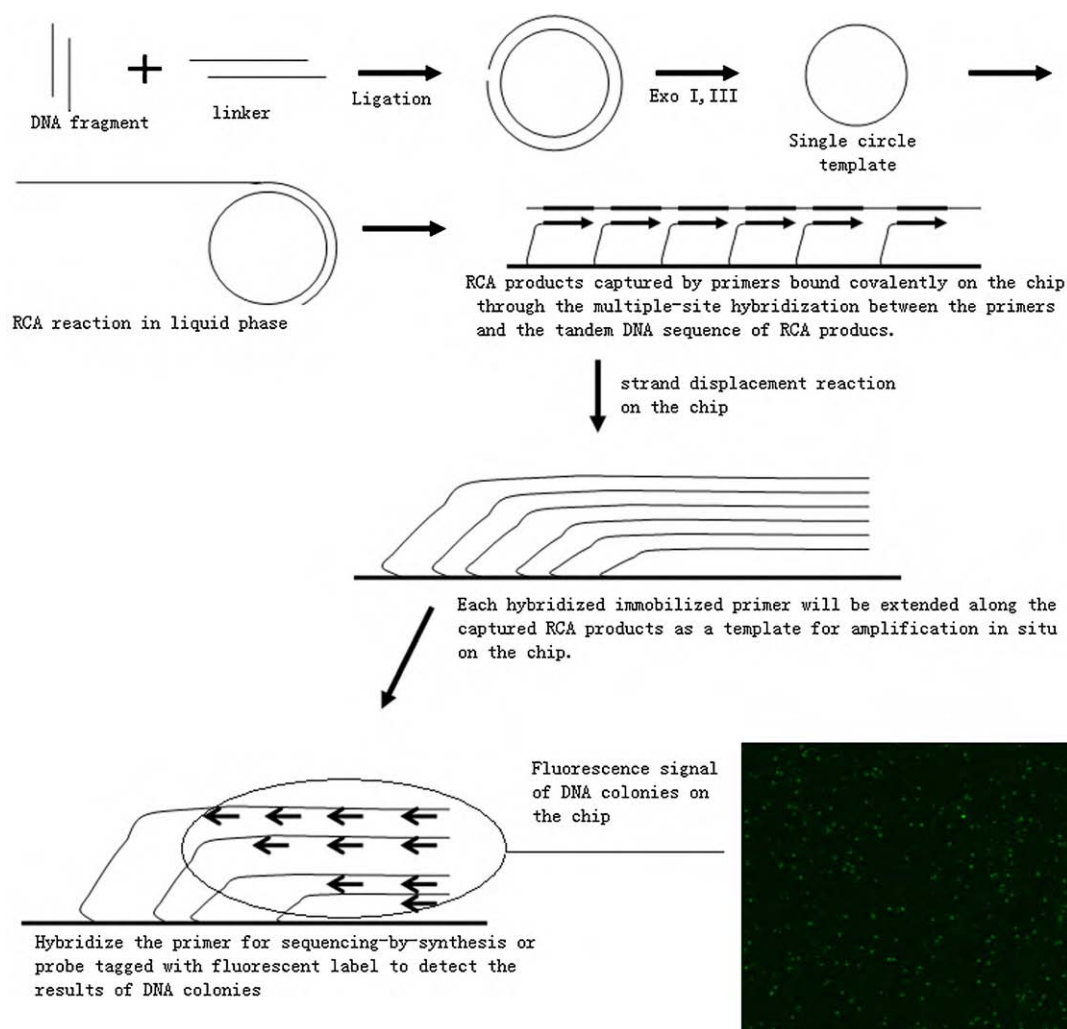 DNA fragment
+
linker
Ligation
Exo I,III
Single circle
template
RCA reaction in liquid phase
RCA products captured by primers bound covalently on the chip
through the multiple-site hybridization between the primers
and the tandem DNA sequence of RCA producs.
strand displacement reaction
on the chip
Each hybridized immobilized primer will be extended along the
captured RCA products as a template for amplification in situ
on the chip.
Fluorescence signal
of DNA colonies on
the chip
Hybridize the primer for sequencing-by-synthesis or
probe tagged with fluorescent label to detect the
results of DNA colonies